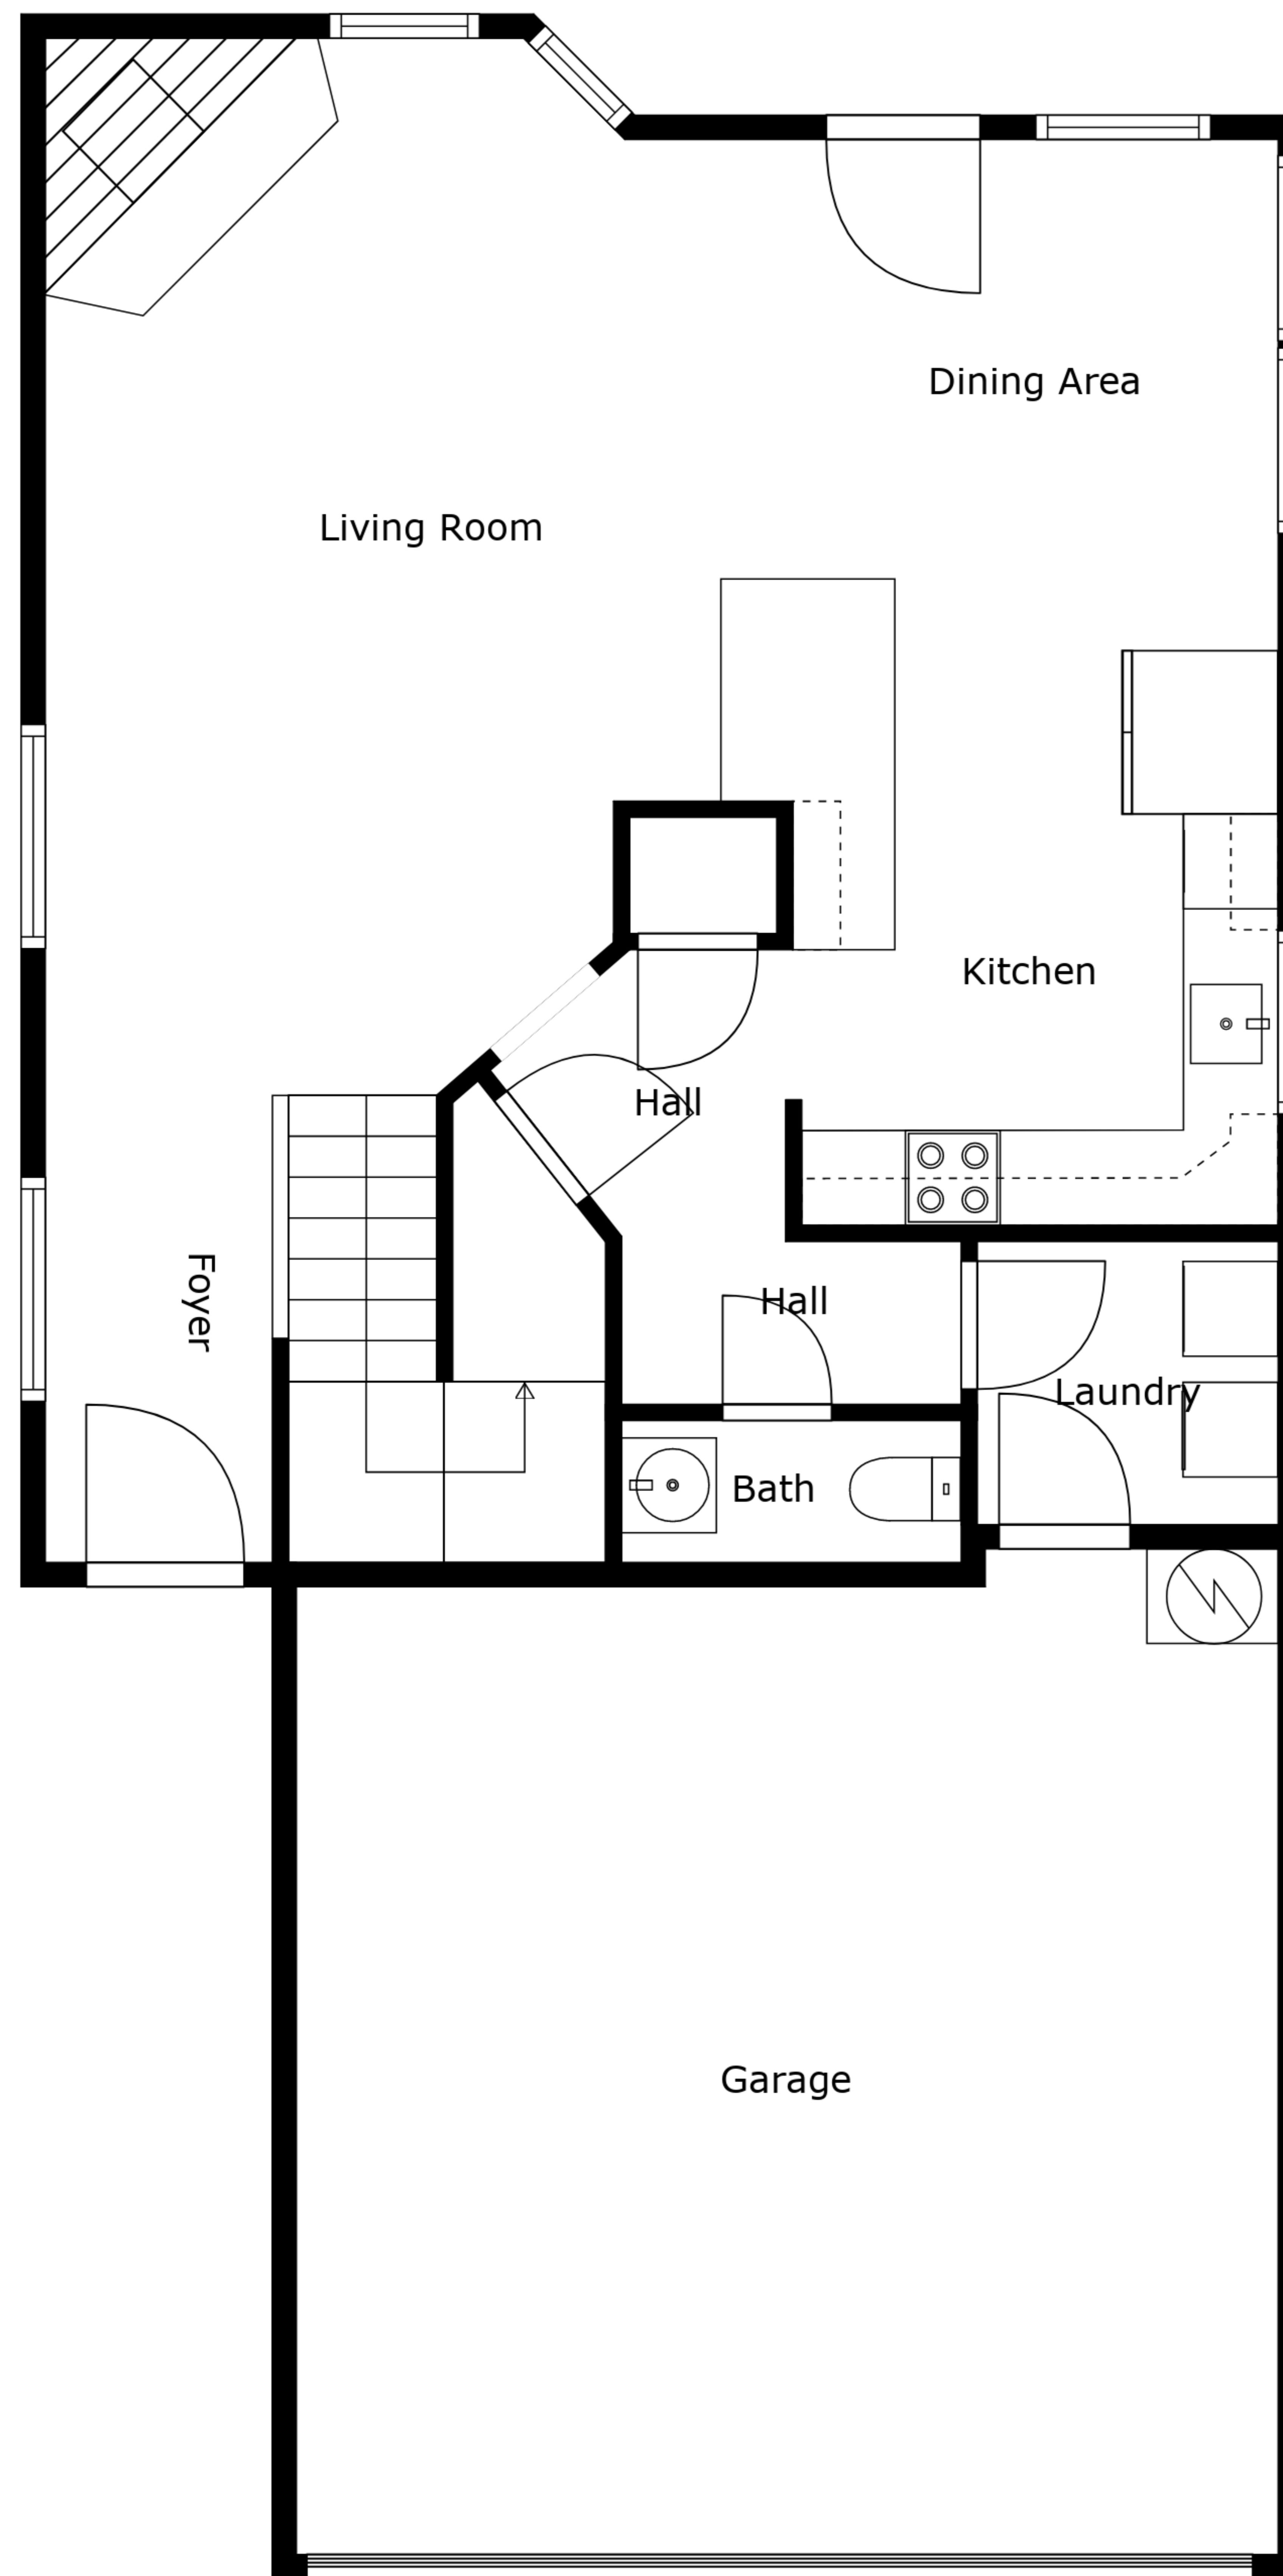 Dining Area
Living Room
Kitchen
Hall
Foyer
Hall
Laundry
Bath
Garage